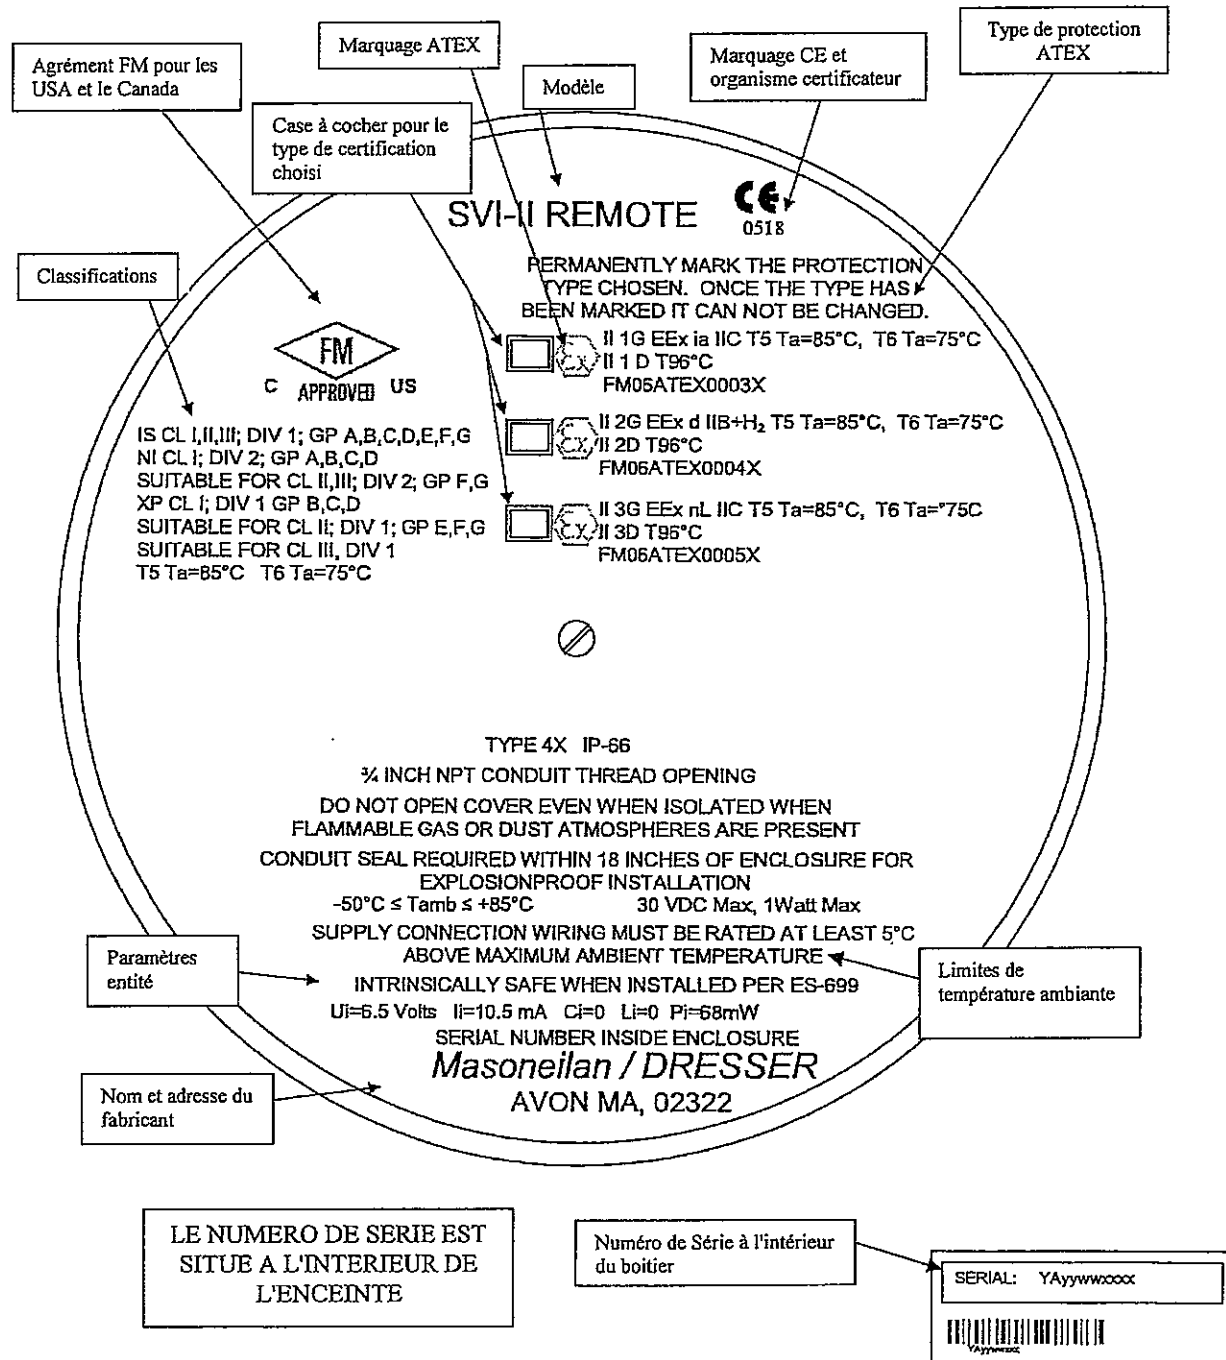 Agrément FM pour les
USA et le Canada
Marquage ATEX
Case à cocher pour le
type de certification
choisi
Modèle
Marquage CE et
organisme certificateur
Type de protection
ATEX
Classifications
SVI-II REMOTE
CE
0518
PERMANENTLY MARK THE PROTECTION
TYPE CHOSEN. ONCE THE TYPE HAS
BEEN MARKED IT CAN NOT BE CHANGED.
FM
C APPROVED US
IS CL I,II,III; DIV 1; GP A,B,C,D,E,F,G
NI CL I; DIV 2; GP A,B,C,D
SUITABLE FOR CL II,III; DIV 2; GP F,G
XP CL I; DIV 1 GP B,C,D
SUITABLE FOR CL II; DIV 1; GP E,F,G
SUITABLE FOR CL III, DIV 1
T5 Ta=85°C T6 Ta=75°C
Ex II 1G EEx ia IIC T5 Ta=85°C, T6 Ta=75°C
II 1 D T96°C
FM06ATEX0003X
Ex II 2G EEx d IIB+H₂ T5 Ta=85°C, T6 Ta=75°C
II 2D T96°C
FM06ATEX0004X
Ex II 3G EEx nL IIC T5 Ta=85°C, T6 Ta=°75C
II 3D T96°C
FM06ATEX0005X
TYPE 4X IP-66
¾ INCH NPT CONDUIT THREAD OPENING
DO NOT OPEN COVER EVEN WHEN ISOLATED WHEN
FLAMMABLE GAS OR DUST ATMOSPHERES ARE PRESENT
CONDUIT SEAL REQUIRED WITHIN 18 INCHES OF ENCLOSURE FOR
EXPLOSIONPROOF INSTALLATION
-50°C ≤ Tamb ≤ +85°C 30 VDC Max, 1Watt Max
SUPPLY CONNECTION WIRING MUST BE RATED AT LEAST 5°C
ABOVE MAXIMUM AMBIENT TEMPERATURE
INTRINSICALLY SAFE WHEN INSTALLED PER ES-699
Ui=6.5 Volts Ii=10.5 mA Ci=0 Li=0 Pi=68mW
SERIAL NUMBER INSIDE ENCLOSURE
Masoneilan / DRESSER
AVON MA, 02322
Paramètres
entité
Limites de
température ambiante
Nom et adresse du
fabricant
LE NUMERO DE SERIE EST
SITUE A L'INTERIEUR DE
L'ENCEINTE
Numéro de Série à l'intérieur
du boitier
SERIAL: YAyywwxxxx
YAyywwxxxx